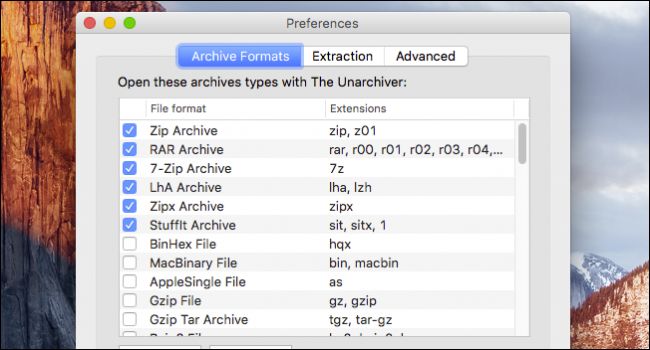 Preferences
Archive Formats Extraction Advanced
Open these archives types with The Unarchiver:
File format Extensions
Zip Archive zip, z01
RAR Archive rar, r00, r01, r02, r03, r04,...
7-Zip Archive 7z
LhA Archive lha, lzh
Zipx Archive zipx
StuffIt Archive sit, sitx, 1
BinHex File hqx
MacBinary File bin, macbin
AppleSingle File as
Gzip File gz, gzip
Gzip Tar Archive tgz, tar-gz